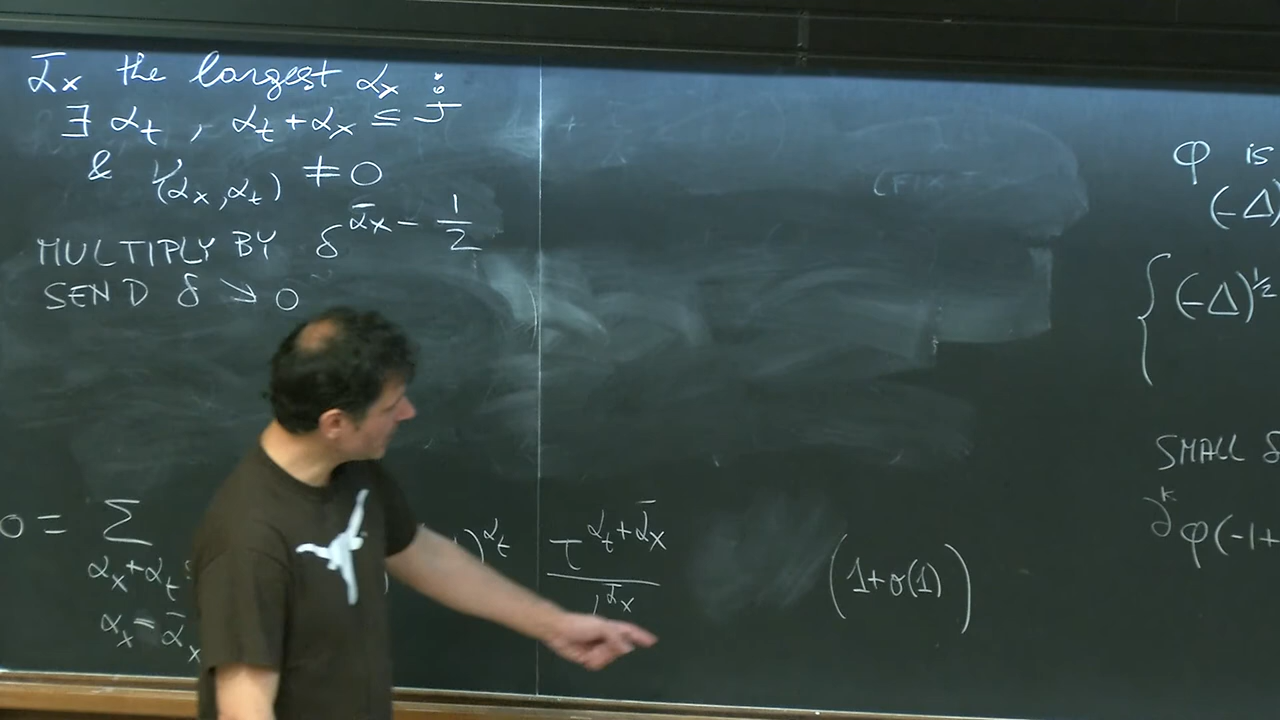 ᾱx the largest αx :
∃ αt , αt + αx ≤ J
& γ(αx, αt) ≠ 0
MULTIPLY BY δ^{ᾱx - 1/2}
SEND δ ↘ 0
0 = Σ )^{αt} τ^{αt + ᾱx} (1 + o(1))
αx + αt
αx = ᾱx
φ is
(-Δ)
{ (-Δ)^{1/2}
SMALL δ
∂^k φ(-1+